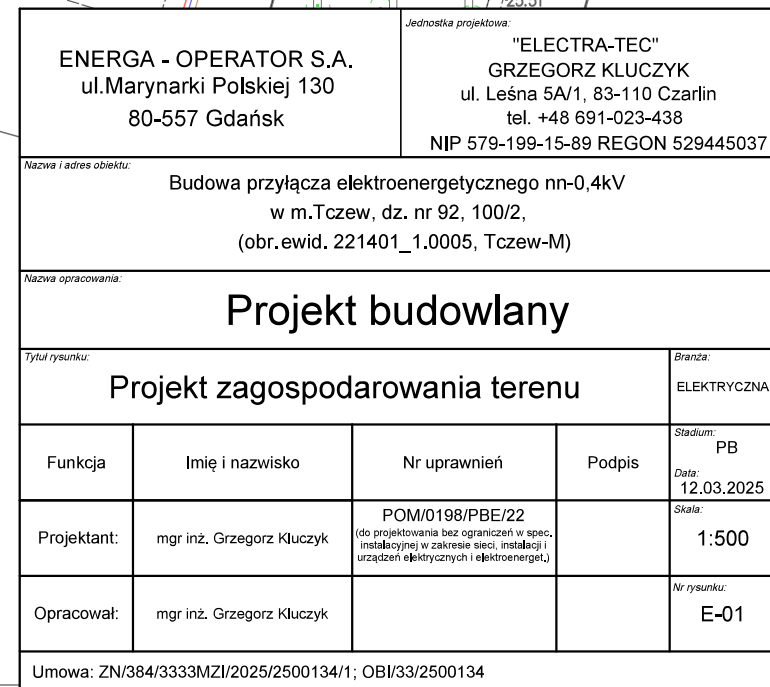 25.51
ENERGA - OPERATOR S.A.
ul.Marynarki Polskiej 130
80-557 Gdańsk
Jednostka projektowa:
"ELECTRA-TEC"
GRZEGORZ KLUCZYK
ul. Leśna 5A/1, 83-110 Czarlin
tel. +48 691-023-438
NIP 579-199-15-89 REGON 529445037
Nazwa i adres obiektu:
Budowa przyłącza elektroenergetycznego nn-0,4kV
w m.Tczew, dz. nr 92, 100/2,
(obr.ewid. 221401_1.0005, Tczew-M)
Nazwa opracowania:
Projekt budowlany
Tytuł rysunku:
Projekt zagospodarowania terenu
Branża:
ELEKTRYCZNA
Funkcja
Imię i nazwisko
Nr uprawnień
Podpis
Stadium:
PB
Data:
12.03.2025
Projektant:
mgr inż. Grzegorz Kluczyk
POM/0198/PBE/22
(do projektowania bez ograniczeń w spec.
instalacyjnej w zakresie sieci, instalacji i
urządzeń elektrycznych i elektroenerget.)
Skala:
1:500
Opracował:
mgr inż. Grzegorz Kluczyk
Nr rysunku:
E-01
Umowa: ZN/384/3333MZI/2025/2500134/1; OBI/33/2500134